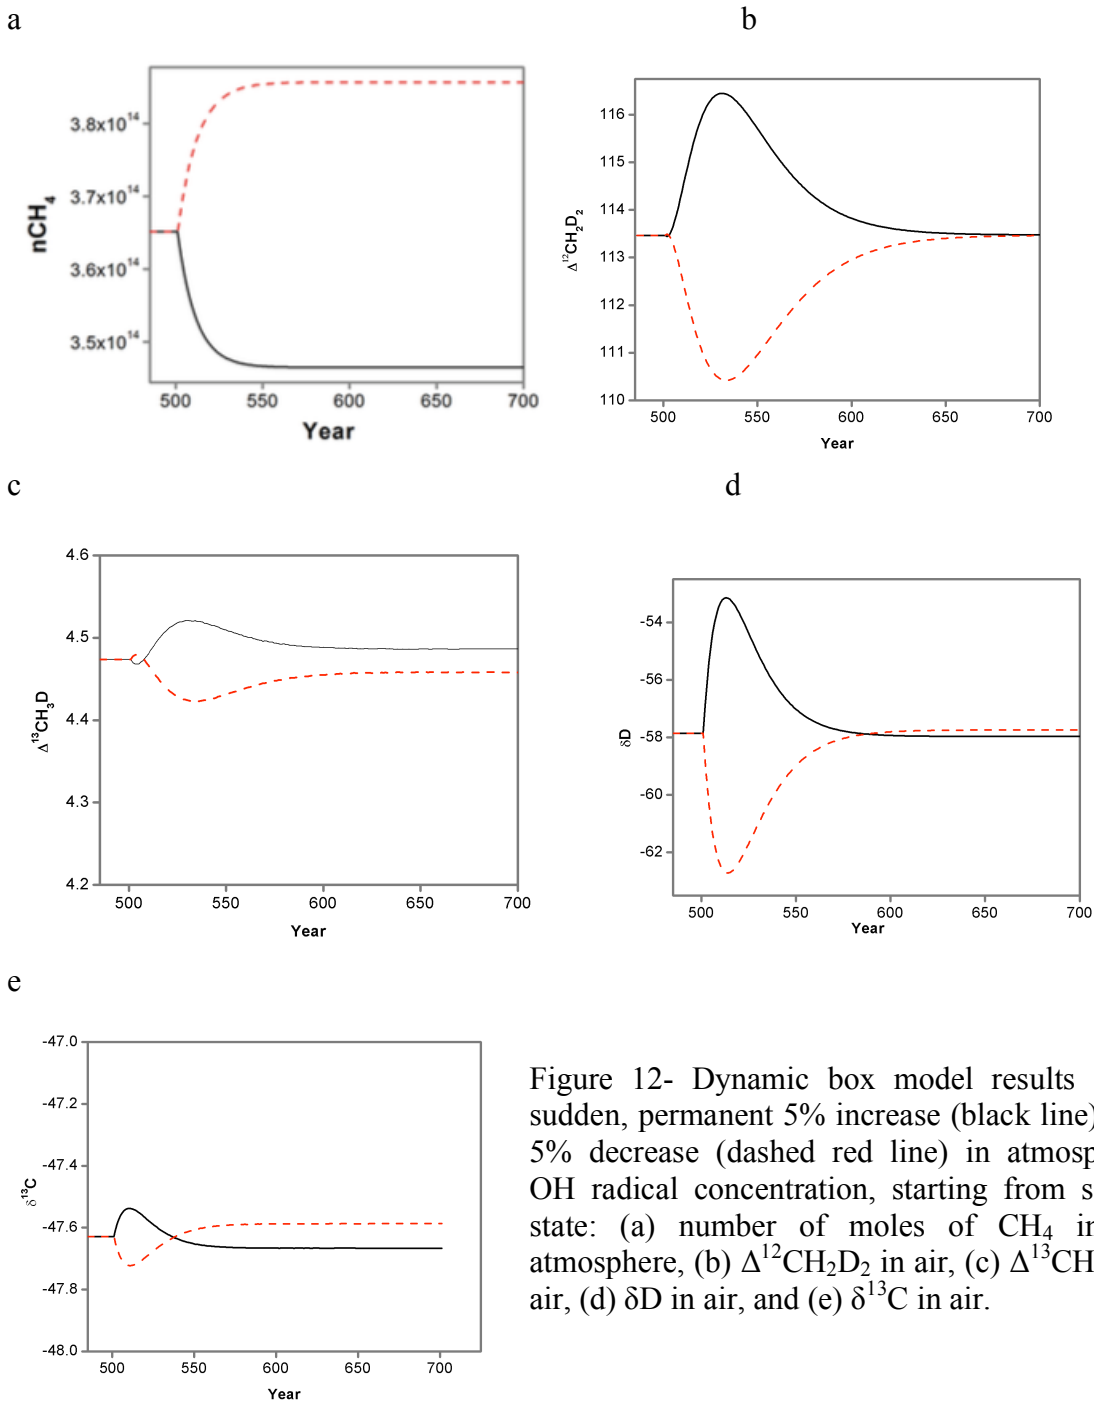 a
b
nCH₄
3.8x10¹⁴
3.7x10¹⁴
3.6x10¹⁴
3.5x10¹⁴
500 550 600 650 700
Year
Δ¹²CH₂D₂
116
115
114
113
112
111
110
500 550 600 650 700
Year
c
d
Δ¹³CH₃D
4.6
4.5
4.4
4.3
4.2
500 550 600 650 700
Year
δD
-54
-56
-58
-60
-62
500 550 600 650 700
Year
e
δ¹³C
-47.0
-47.2
-47.4
-47.6
-47.8
-48.0
500 550 600 650 700
Year
Figure 12- Dynamic box model results
sudden, permanent 5% increase (black line)
5% decrease (dashed red line) in atmosp
OH radical concentration, starting from s
state: (a) number of moles of CH₄ in
atmosphere, (b) Δ¹²CH₂D₂ in air, (c) Δ¹³CH
air, (d) δD in air, and (e) δ¹³C in air.